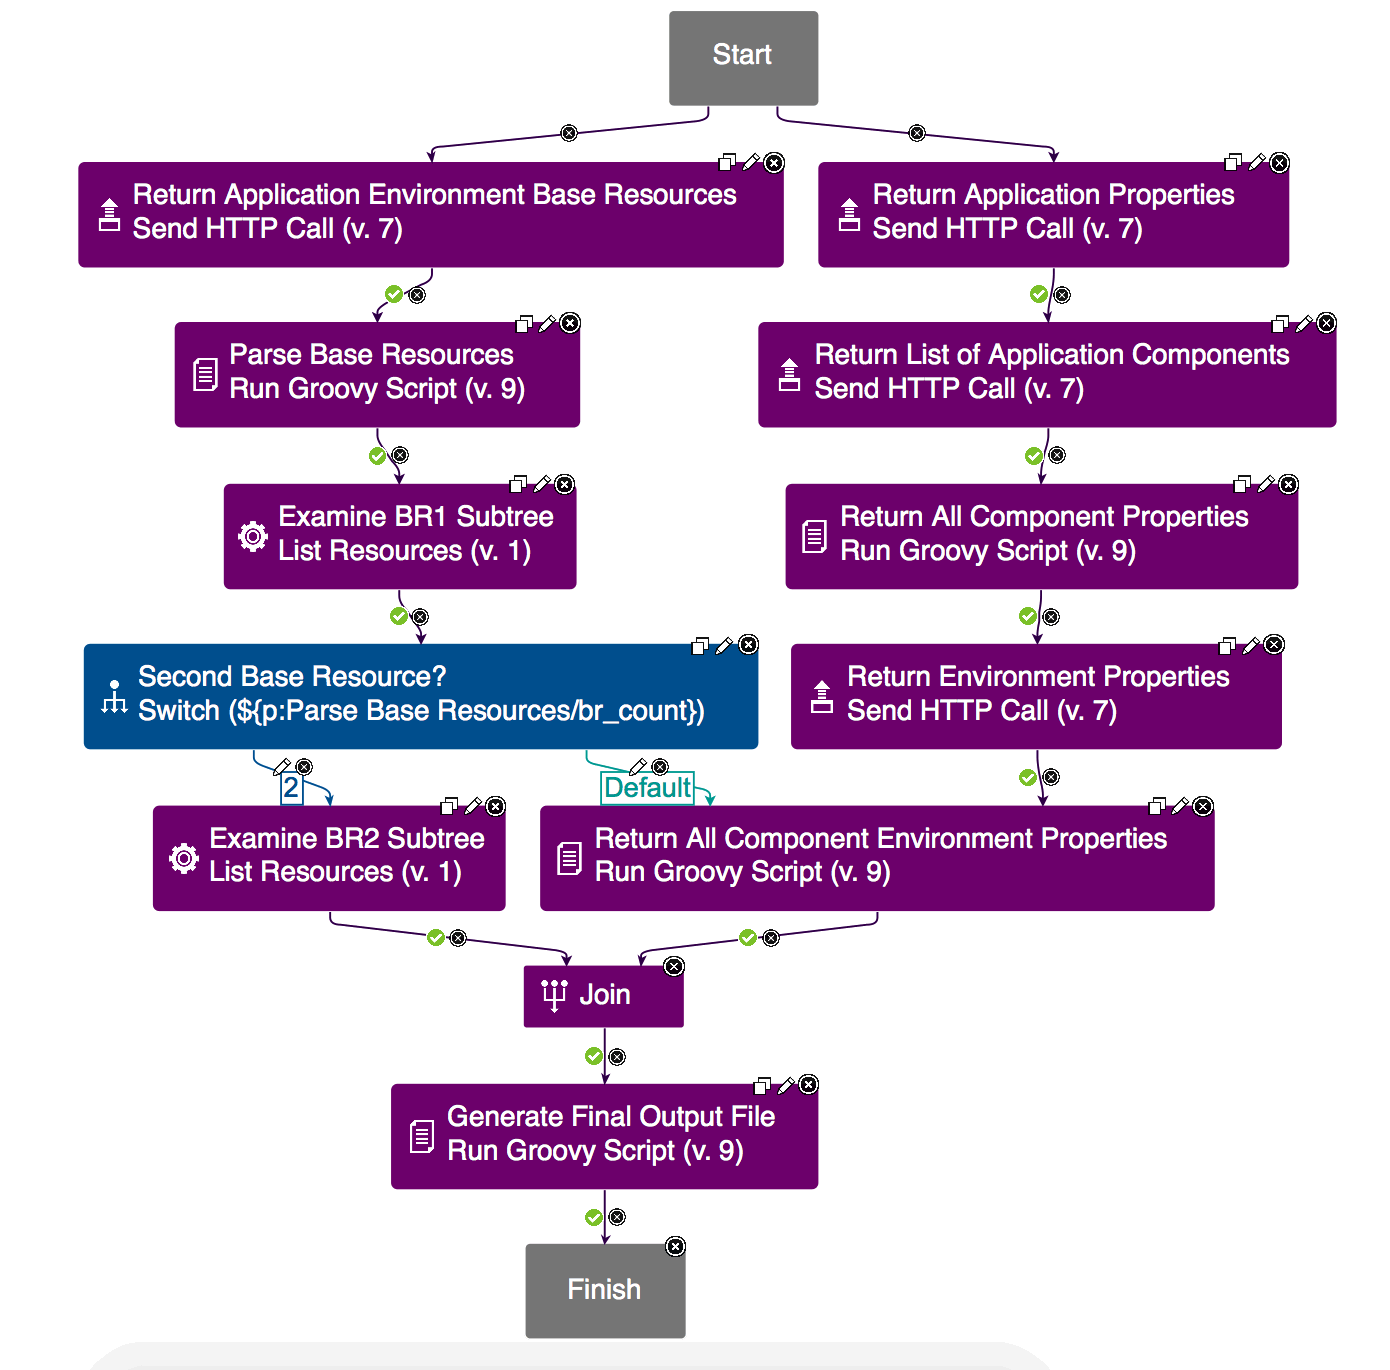 Start
Return Application Environment Base Resources
Send HTTP Call (v. 7)
Return Application Properties
Send HTTP Call (v. 7)
Parse Base Resources
Run Groovy Script (v. 9)
Return List of Application Components
Send HTTP Call (v. 7)
Examine BR1 Subtree
List Resources (v. 1)
Return All Component Properties
Run Groovy Script (v. 9)
Second Base Resource?
Switch (${p:Parse Base Resources/br_count})
Return Environment Properties
Send HTTP Call (v. 7)
2
Default
Examine BR2 Subtree
List Resources (v. 1)
Return All Component Environment Properties
Run Groovy Script (v. 9)
Join
Generate Final Output File
Run Groovy Script (v. 9)
Finish